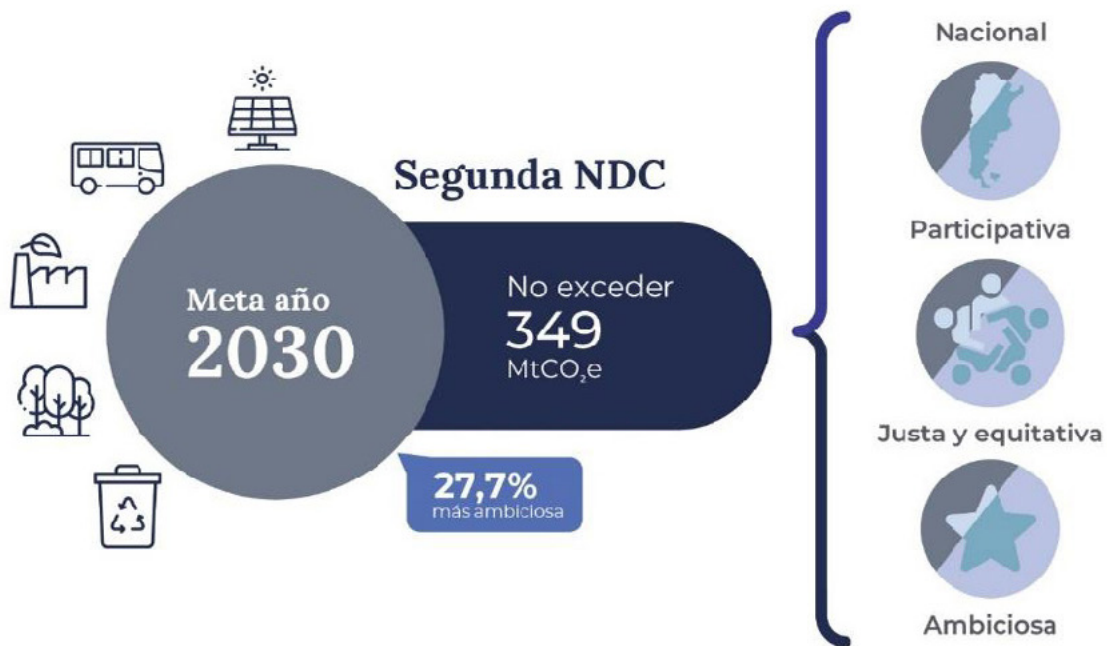 Segunda NDC
Meta año
2030
No exceder
349
MtCO₂e
27,7%
más ambiciosa
Nacional
Participativa
Justa y equitativa
Ambiciosa